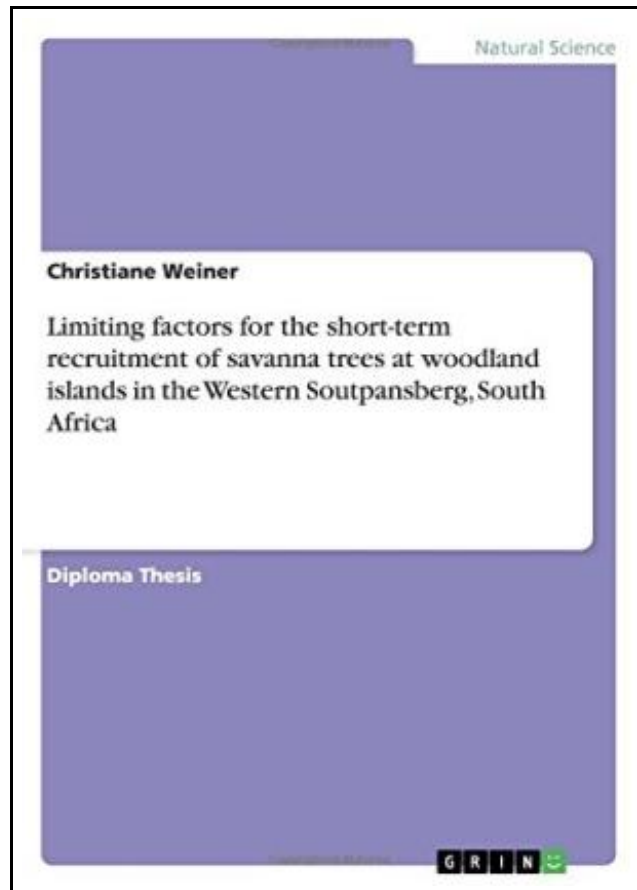 Natural Science
Christiane Weiner
Limiting factors for the short-term
recruitment of savanna trees at woodland
islands in the Western Soutpansberg, South
Africa
Diploma Thesis
GRIN